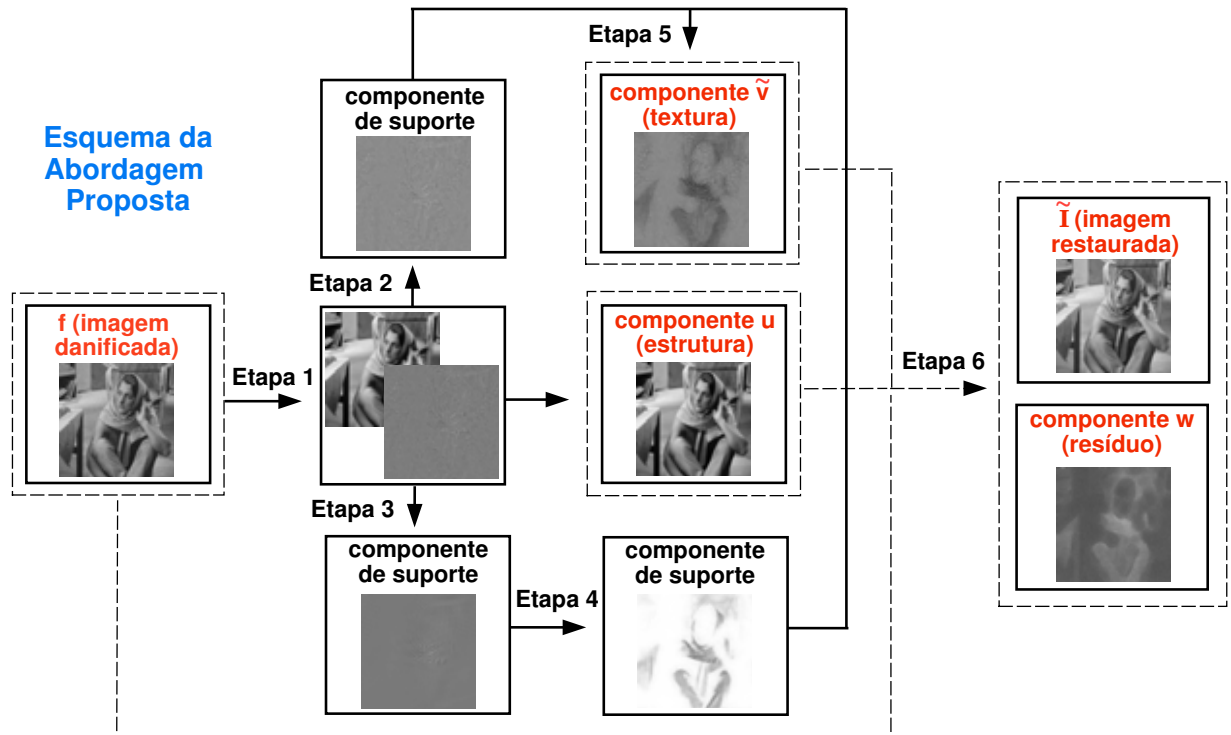 Esquema da
Abordagem
Proposta
f (imagem
danificada)
Etapa 1
Etapa 2
componente
de suporte
Etapa 3
componente
de suporte
Etapa 4
componente
de suporte
Etapa 5
componente ṽ
(textura)
componente u
(estrutura)
Etapa 6
Ĩ (imagem
restaurada)
componente w
(resíduo)